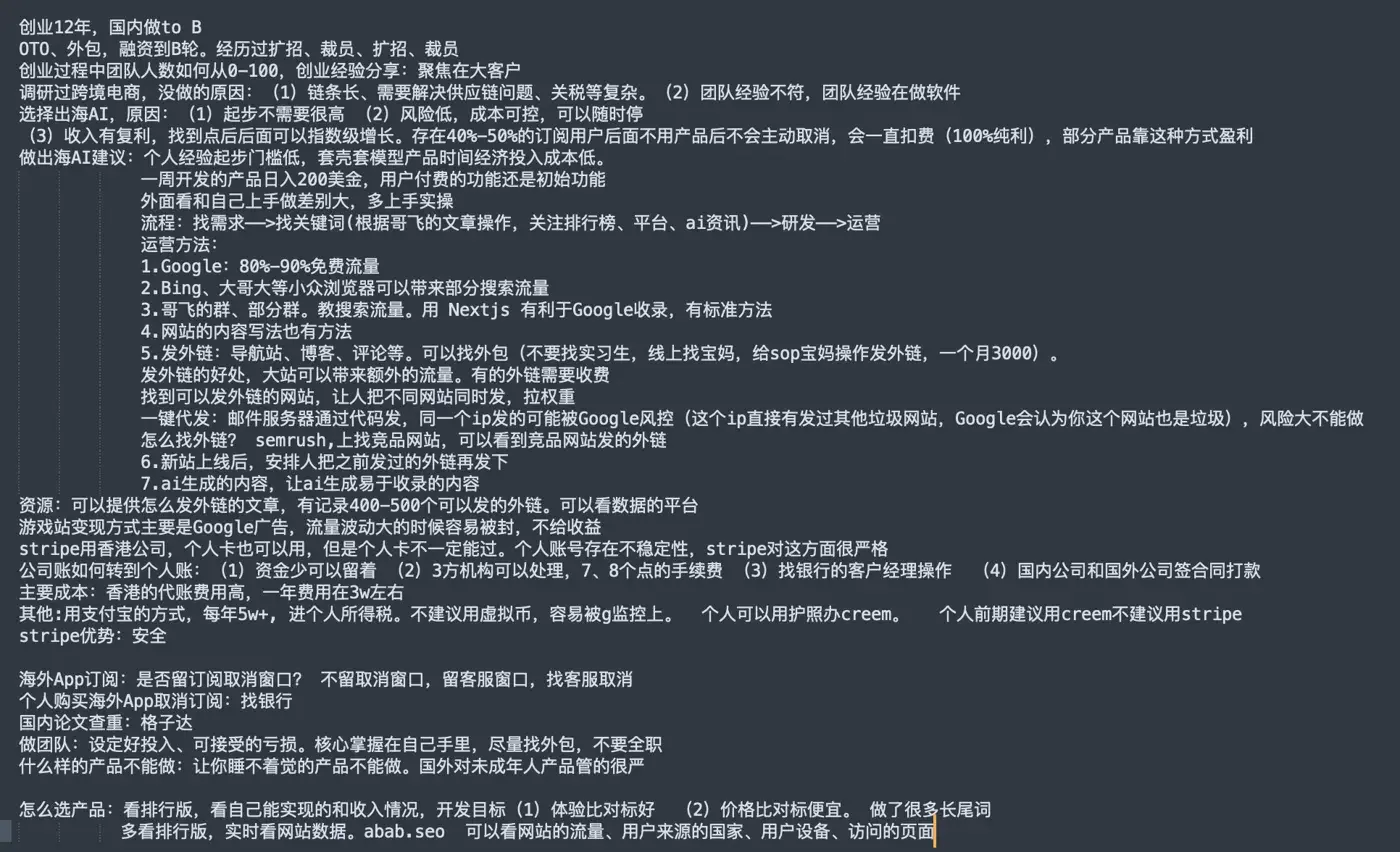 创业12年，国内做to B
OTO、外包，融资到B轮。经历过扩招、裁员、扩招、裁员
创业过程中团队人数如何从0-100，创业经验分享：聚焦在大客户
调研过跨境电商，没做的原因：（1）链条长、需要解决供应链问题、关税等复杂。（2）团队经验不符，团队经验在做软件
选择出海AI，原因：（1）起步不需要很高 （2）风险低，成本可控，可以随时停
（3）收入有复利，找到点后后面可以指数级增长。存在40%-50%的订阅用户后面不用产品后不会主动取消，会一直扣费（100%纯利），部分产品靠这种方式盈利
做出海AI建议：个人经验起步门槛低，套壳套模型产品时间经济投入成本低。
一周开发的产品日入200美金，用户付费的功能还是初始功能
外面看和自己上手做差别大，多上手实操
流程：找需求——>找关键词(根据哥飞的文章操作，关注排行榜、平台、ai资讯)——>研发——>运营
运营方法：
1.Google：80%-90%免费流量
2.Bing、大哥大等小众浏览器可以带来部分搜索流量
3.哥飞的群、部分群。教搜索流量。用 Nextjs 有利于Google收录，有标准方法
4.网站的内容写法也有方法
5.发外链：导航站、博客、评论等。可以找外包（不要找实习生，线上找宝妈，给sop宝妈操作发外链，一个月3000）。
发外链的好处，大站可以带来额外的流量。有的外链需要收费
找到可以发外链的网站，让人把不同网站同时发，拉权重
一键代发：邮件服务器通过代码发，同一个ip发的可能被Google风控（这个ip直接有发过其他垃圾网站，Google会认为你这个网站也是垃圾），风险大不能做
怎么找外链？ semrush,上找竞品网站，可以看到竞品网站发的外链
6.新站上线后，安排人把之前发过的外链再发下
7.ai生成的内容，让ai生成易于收录的内容
资源：可以提供怎么发外链的文章，有记录400-500个可以发的外链。可以看数据的平台
游戏站变现方式主要是Google广告，流量波动大的时候容易被封，不给收益
stripe用香港公司，个人卡也可以用，但是个人卡不一定能过。个人账号存在不稳定性，stripe对这方面很严格
公司账如何转到个人账：（1）资金少可以留着 （2）3方机构可以处理，7、8个点的手续费 （3）找银行的客户经理操作 （4）国内公司和国外公司签合同打款
主要成本：香港的代账费用高，一年费用在3w左右
其他:用支付宝的方式，每年5w+, 进个人所得税。不建议用虚拟币，容易被g监控上。 个人可以用护照办creem。 个人前期建议用creem不建议用stripe
stripe优势：安全
海外App订阅：是否留订阅取消窗口？ 不留取消窗口，留客服窗口，找客服取消
个人购买海外App取消订阅：找银行
国内论文查重：格子达
做团队：设定好投入、可接受的亏损。核心掌握在自己手里，尽量找外包，不要全职
什么样的产品不能做：让你睡不着觉的产品不能做。国外对未成年人产品管的很严
怎么选产品：看排行版，看自己能实现的和收入情况，开发目标（1）体验比对标好 （2）价格比对标便宜。 做了很多长尾词
多看排行版，实时看网站数据。abab.seo 可以看网站的流量、用户来源的国家、用户设备、访问的页面